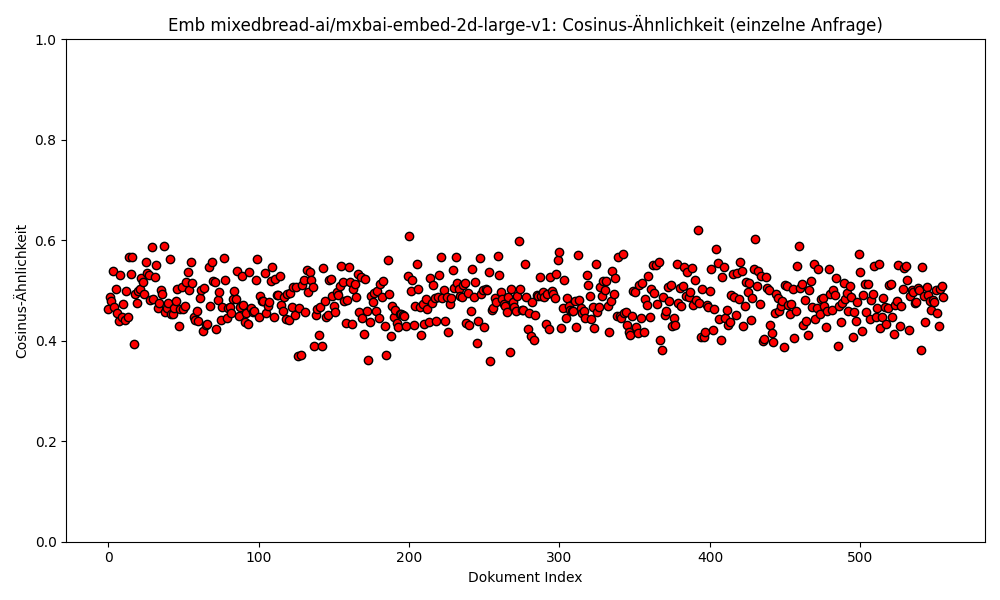 Emb mixedbread-ai/mxbai-embed-2d-large-v1: Cosinus-Ähnlichkeit (einzelne Anfrage)
1.0
0.8
0.6
0.4
0.2
0.0
Cosinus-Ähnlichkeit
0 100 200 300 400 500
Dokument Index